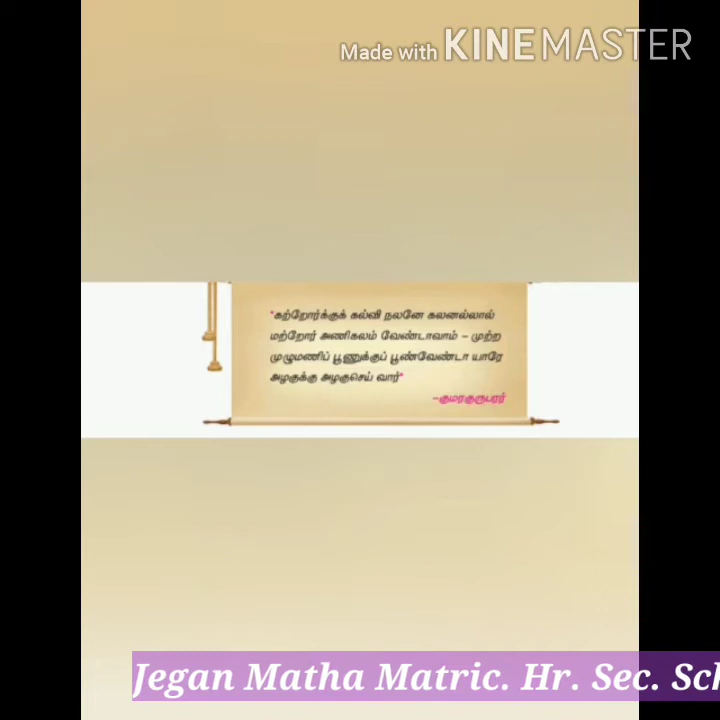 Made with KINEMASTER
"கற்றோர்க்குக் கல்வி நலனே கலனல்லால்
மற்றோர் அணிகலம் வேண்டாவாம் – முற்ற
முழுமணிப் பூணுக்குப் பூண்வேண்டா யாரே
அழகுக்கு அழகுசெய் வார்"
–குமரகுருபரர்
Jegan Matha Matric. Hr. Sec. Sch